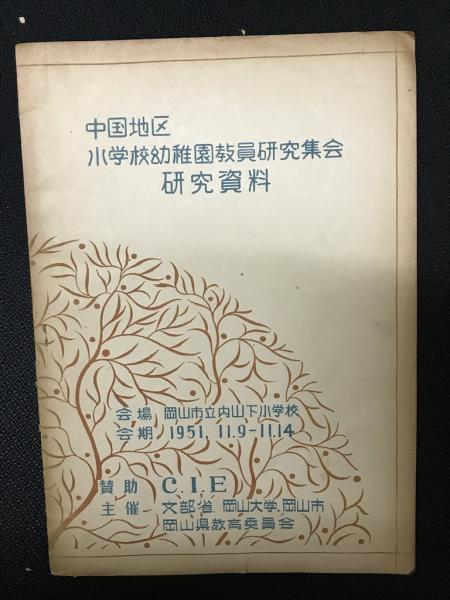 中国地区
小学校幼稚園教員研究集会
研究資料
会場 岡山市立内山下小学校
会期 1951. 11.9-11.14
賛助 C.I.E
主催 文部省 岡山大学 岡山市
岡山県教育委員会